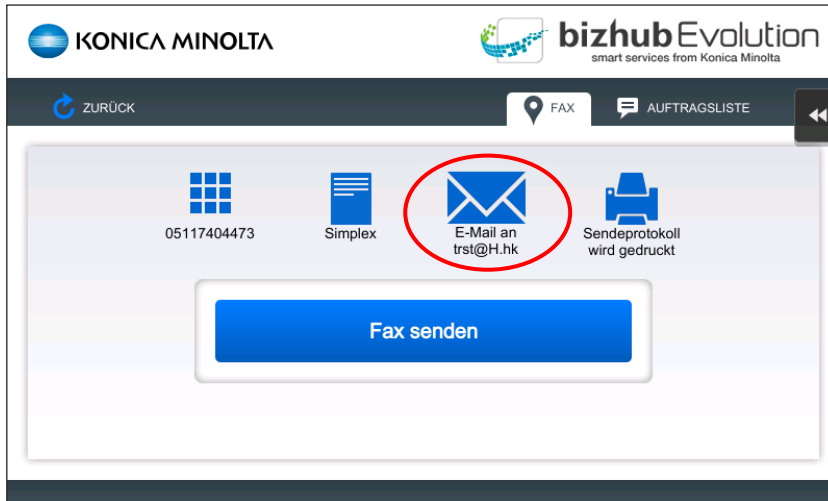 KONICA MINOLTA
bizhub Evolution
smart services from Konica Minolta
ZURÜCK
FAX
AUFTRAGSLISTE
05117404473
Simplex
E-Mail an
trst@H.hk
Sendeprotokoll
wird gedruckt
Fax senden